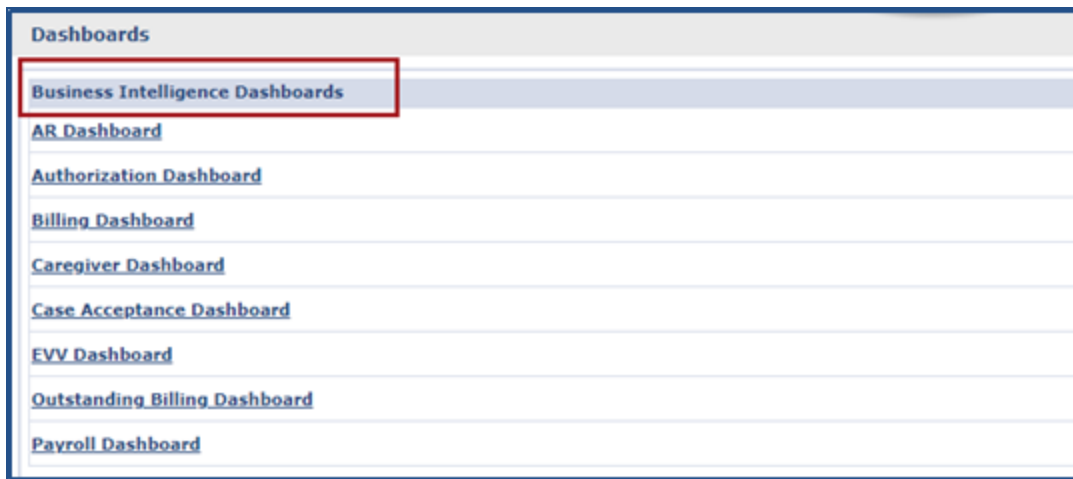 Dashboards
Business Intelligence Dashboards
AR Dashboard
Authorization Dashboard
Billing Dashboard
Caregiver Dashboard
Case Acceptance Dashboard
EVV Dashboard
Outstanding Billing Dashboard
Payroll Dashboard